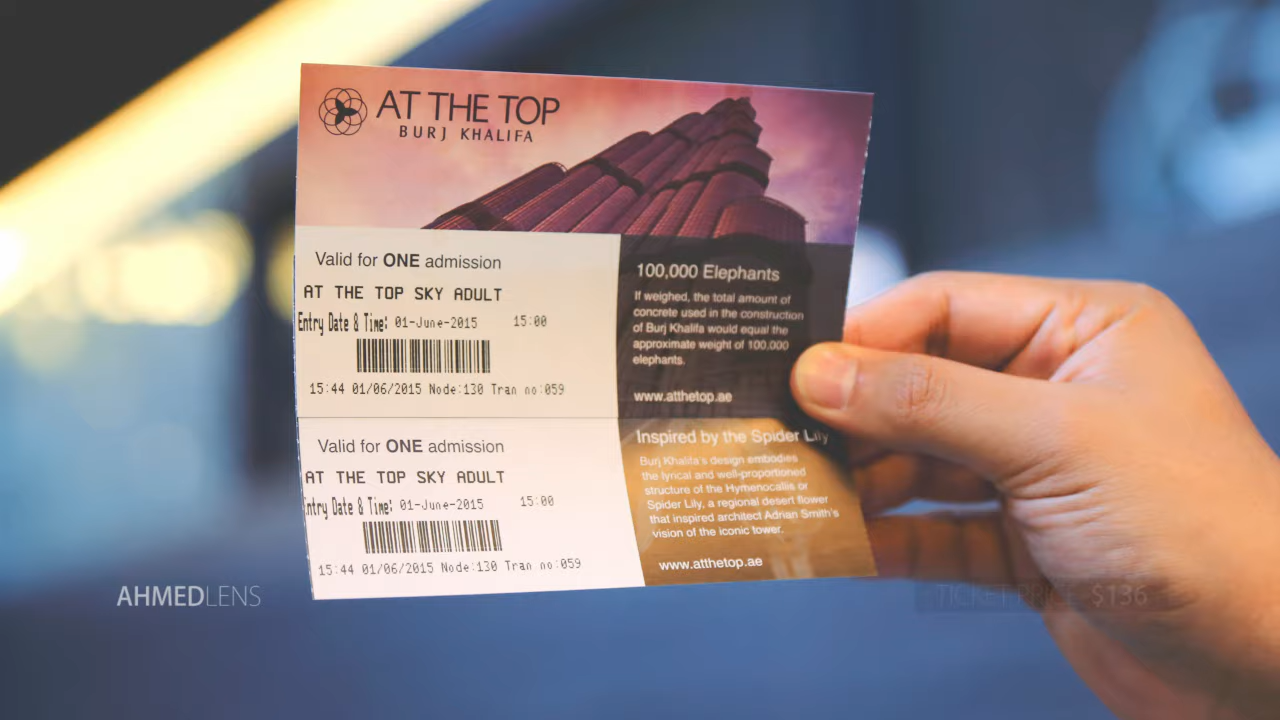 AT THE TOP
BURJ KHALIFA
Valid for ONE admission
AT THE TOP SKY ADULT
Entry Date & Time: 01-June-2015 15:00
15:44 01/06/2015 Node:130 Tran no:059
100,000 Elephants
If weighed, the total amount of
concrete used in the construction
of Burj Khalifa would equal the
approximate weight of 100,000
elephants.
www.atthetop.ae
Valid for ONE admission
AT THE TOP SKY ADULT
Entry Date & Time: 01-June-2015 15:00
15:44 01/06/2015 Node:130 Tran no:059
Inspired by the Spider Lily
Burj Khalifa's design embodies
the lyrical and well-proportioned
structure of the Hymenocallis or
Spider Lily, a regional desert flower
that inspired architect Adrian Smith's
vision of the iconic tower.
www.atthetop.ae
AHMEDLENS
TICKET PRICE $136